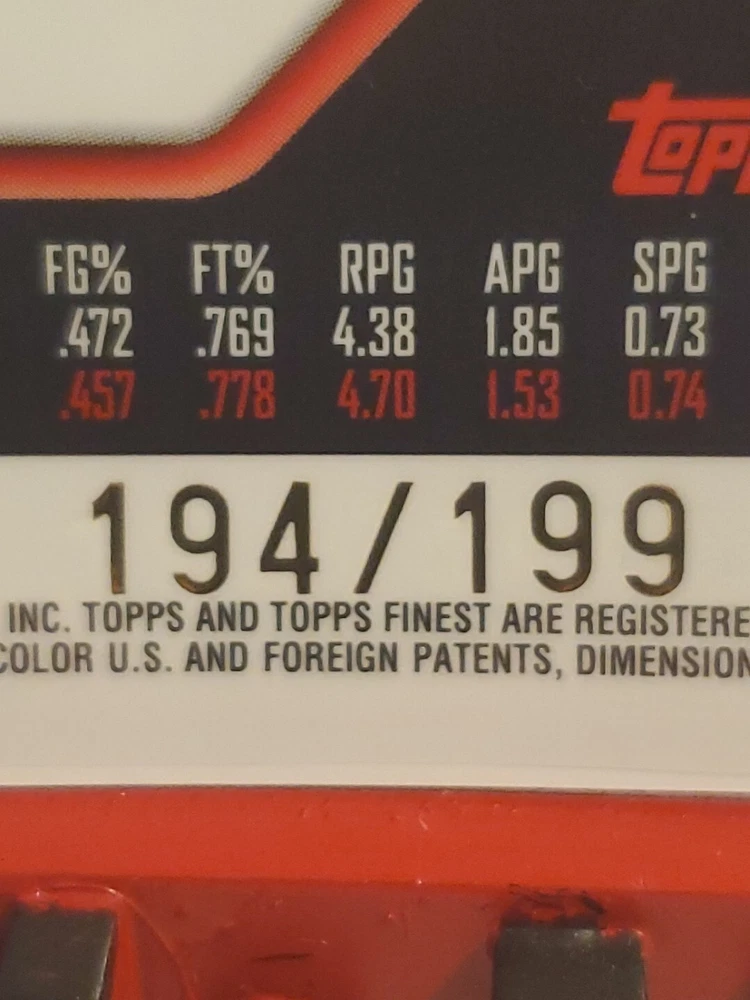 FG% FT% RPG APG SPG
.472 .769 4.38 1.85 0.73
.457 .778 4.70 1.53 0.74
194/199
INC. TOPPS AND TOPPS FINEST ARE REGISTERE
COLOR U.S. AND FOREIGN PATENTS, DIMENSION